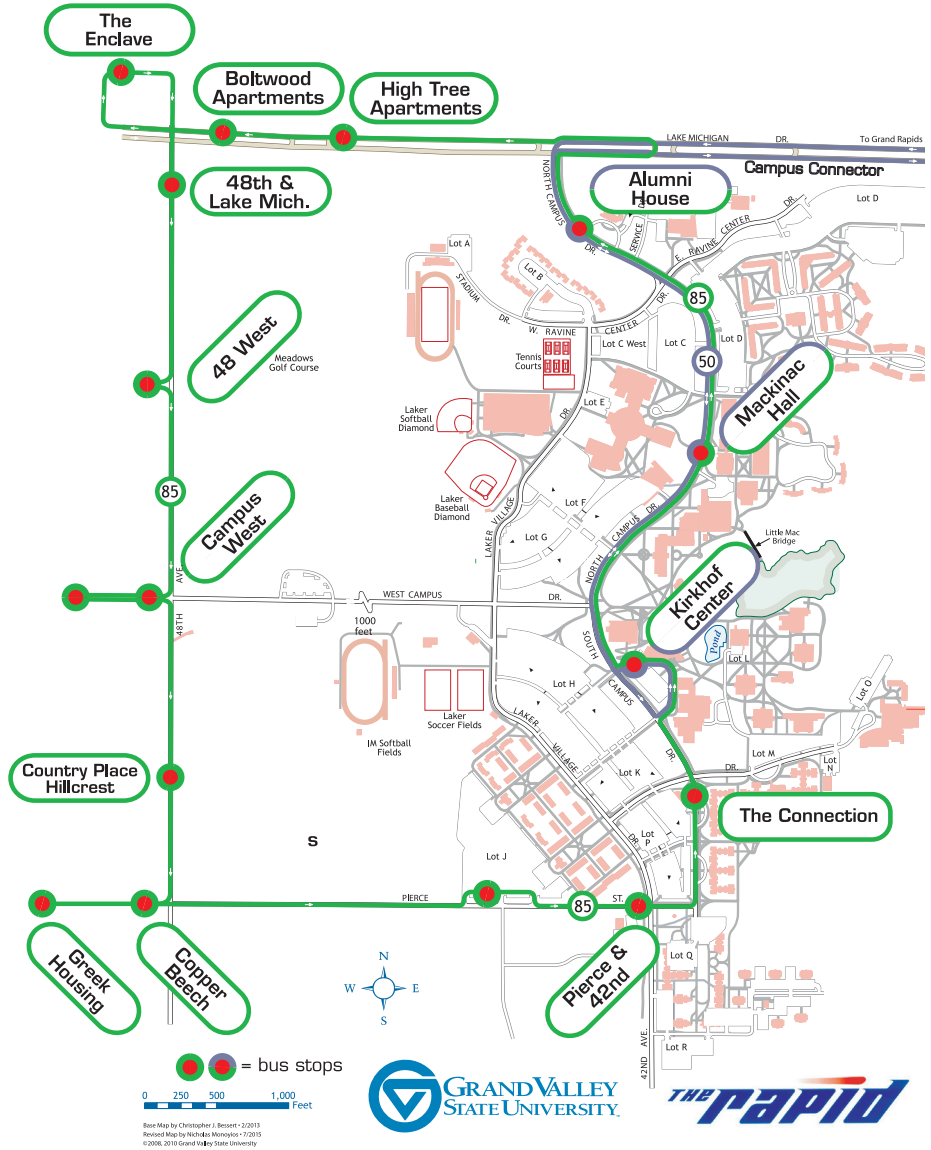 The
Enclave
Boltwood
Apartments
High Tree
Apartments
LAKE MICHIGAN DR.
To Grand Rapids
Campus Connector
48th &
Lake Mich.
NORTH CAMPUS
DR.
Alumni
House
SERVICE DR.
E. RAVINE CENTER DR.
Lot D
Lot A
STADIUM
DR.
Lot B
W. RAVINE
CENTER
DR.
85
Lot C West
Lot C
Lot D
50
48 West
Meadows
Golf Course
Tennis
Courts
Mackinac
Hall
Lot E
DR.
Laker
Softball
Diamond
Laker
Baseball
Diamond
85
Campus
West
LAKER VILLAGE
Lot F
Lot G
NORTH CAMPUS DR.
Little Mac
Bridge
Kirkhof
Center
48TH AVE
WEST CAMPUS DR.
1000
feet
SOUTH
CAMPUS
DR.
Pond
Lot L
Lot H
Lot O
Laker
Soccer Fields
IM Softball
Fields
LAKER
VILLAGE
DR.
Lot M
Lot N
DR.
Lot K
Country Place
Hillcrest
The Connection
S
Lot
P
Lot J
PIERCE
85
ST.
Greek
Housing
Copper
Beech
Pierce &
42nd
Lot Q
N
W E
S
42ND AVE.
Lot R
= bus stops
0 250 500 1,000
Feet
GRAND VALLEY
STATE UNIVERSITY
THE rapid
Base Map by Christopher J. Bessert • 2/2013
Revised Map by Nicholas Monoyios • 7/2015
©2008, 2010 Grand Valley State University